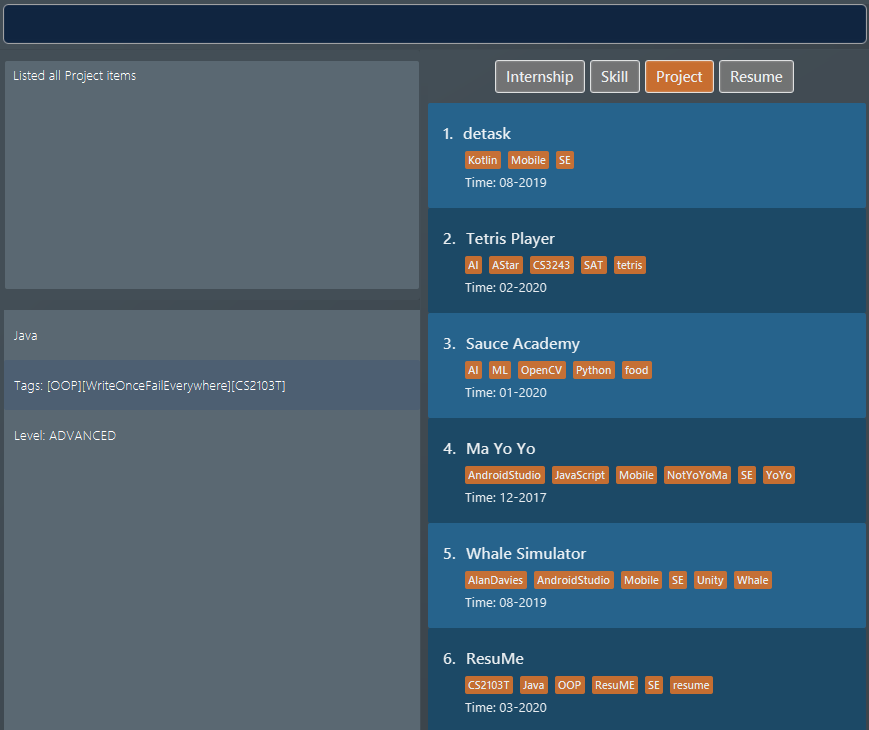 Listed all Project items
Java
Tags: [OOP][WriteOnceFailEverywhere][CS2103T]
Level: ADVANCED
Internship Skill Project Resume
1. detask
Kotlin Mobile SE
Time: 08-2019
2. Tetris Player
AI AStar CS3243 SAT tetris
Time: 02-2020
3. Sauce Academy
AI ML OpenCV Python food
Time: 01-2020
4. Ma Yo Yo
AndroidStudio JavaScript Mobile NotYoYoMa SE YoYo
Time: 12-2017
5. Whale Simulator
AlanDavies AndroidStudio Mobile SE Unity Whale
Time: 08-2019
6. ResuMe
CS2103T Java OOP ResuME SE resume
Time: 03-2020